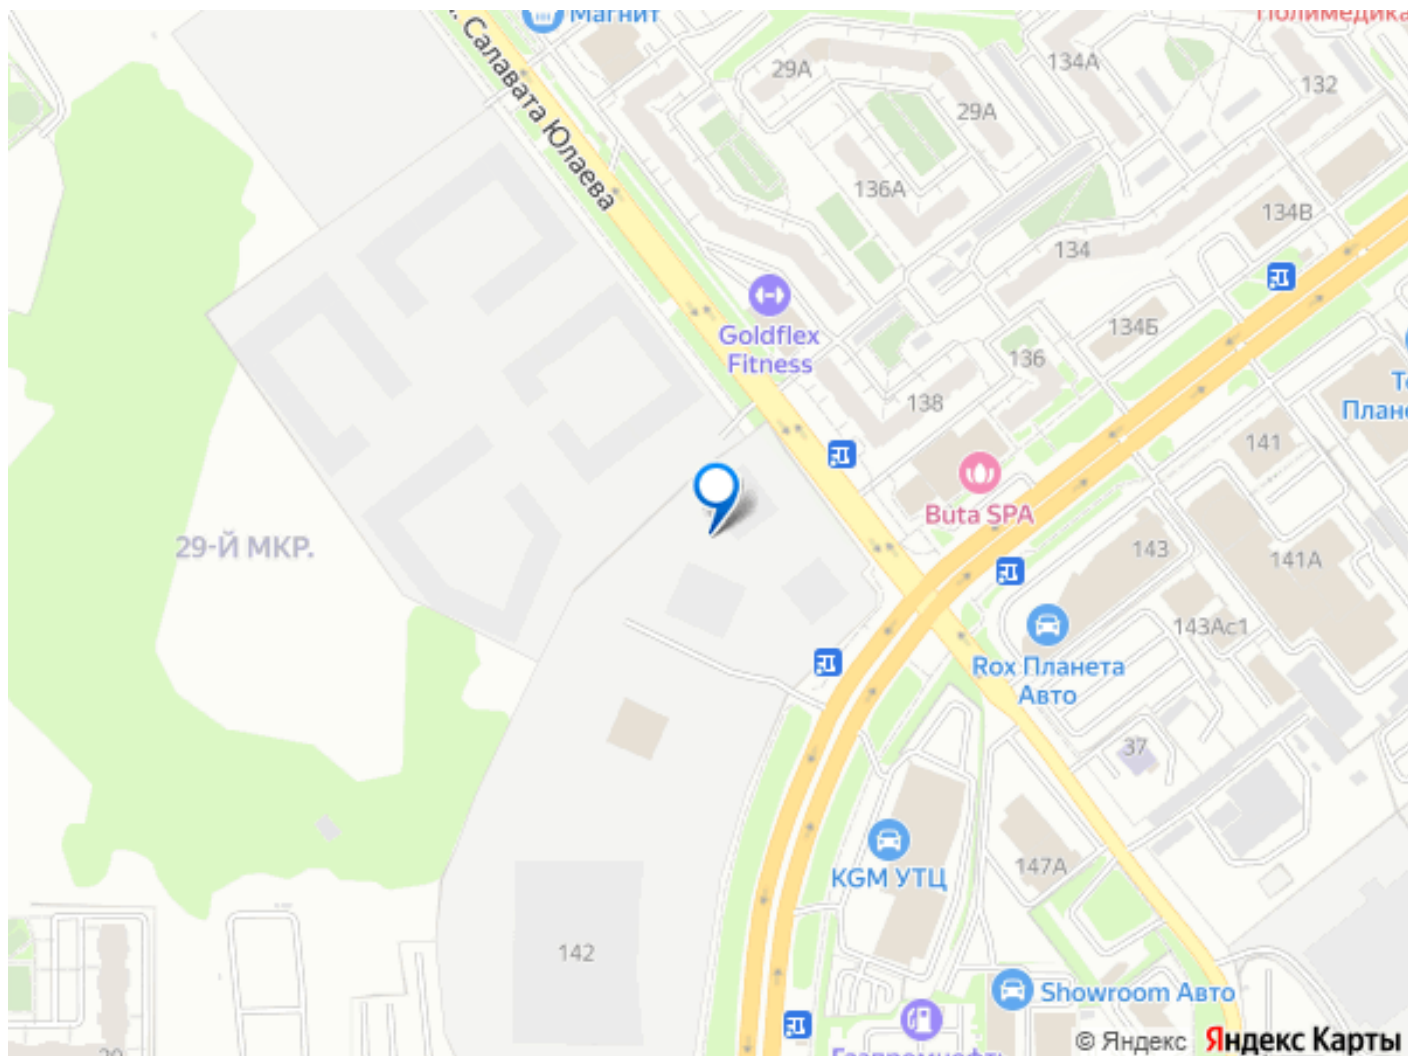 Магнит
Полимедика
. Салавата Юлаева
29А
134А
132
29А
136А
134В
134
Goldflex
Fitness
134Б
136
138
141
Buta SPA
143
141А
29-Й МКР.
143Ас1
Rox Планета
Авто
37
KGM УТЦ
147А
142
Showroom Авто
© Яндекс Яндекс Карты